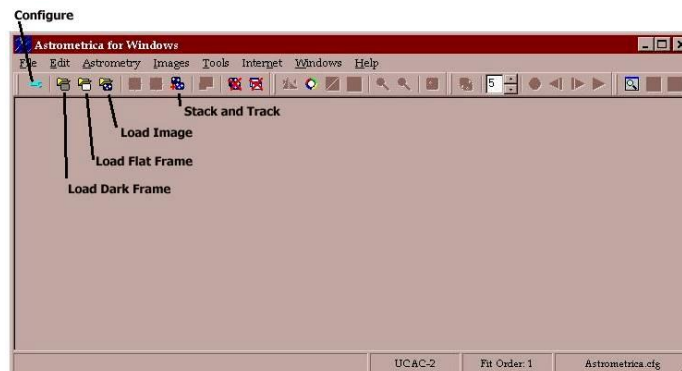 Configure
Astrometrica for Windows
File Edit Astrometry Images Tools Internet Windows Help
5
Stack and Track
Load Image
Load Flat Frame
Load Dark Frame
UCAC-2 Fit Order: 1 Astrometrica.cfg